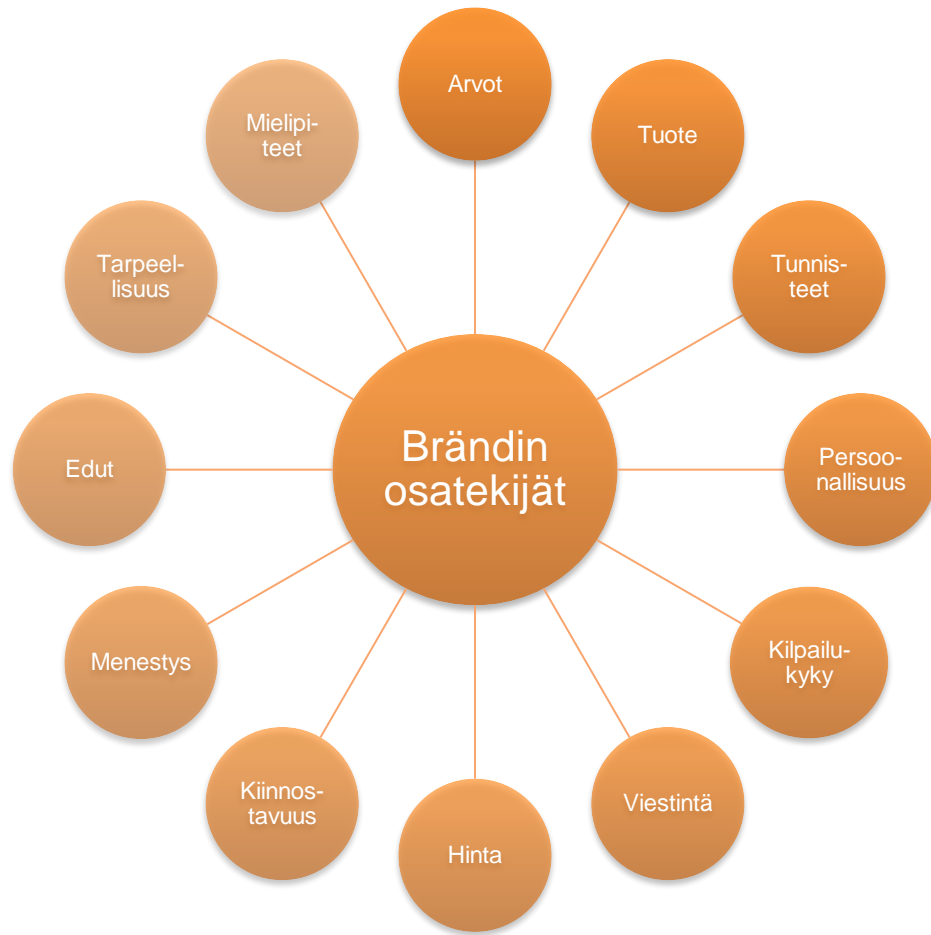 Arvot
Tuote
Tunnis-
teet
Persoo-
nallisuus
Kilpailu-
kyky
Viestintä
Hinta
Kiinnos-
tavuus
Menestys
Edut
Tarpeel-
lisuus
Mielipi-
teet
Brändin
osatekijät